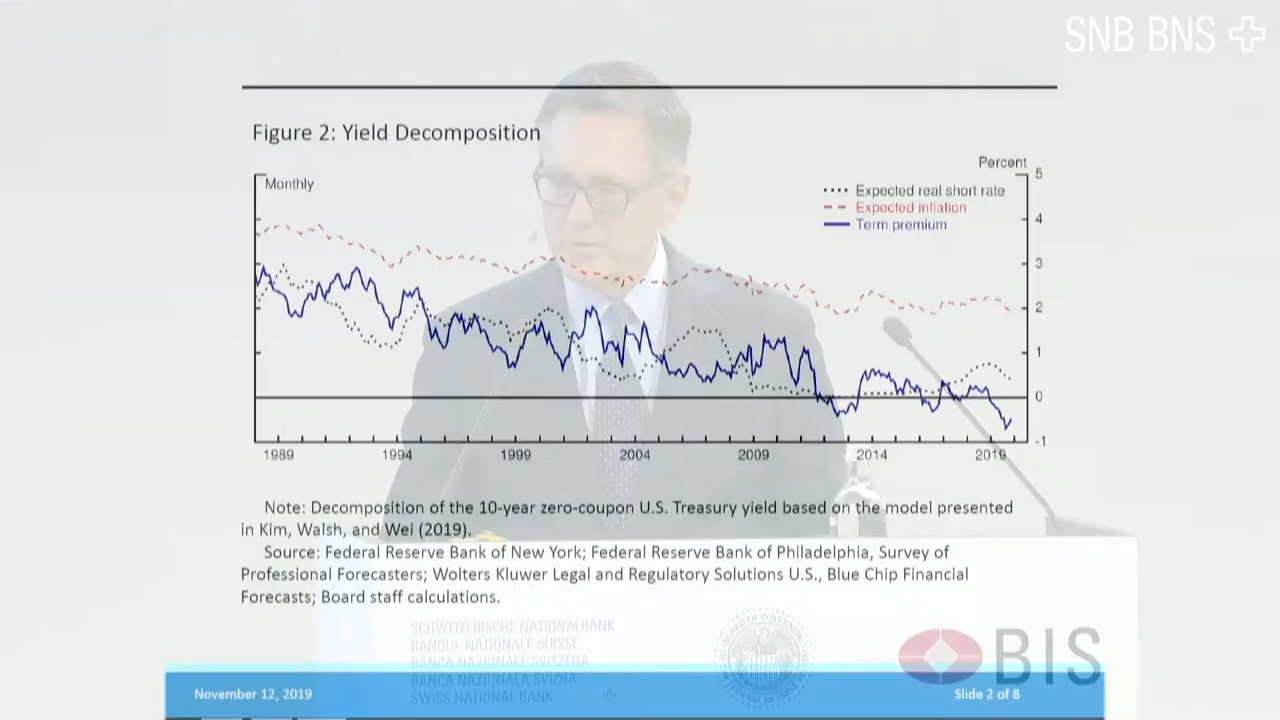 SNB BNS
Figure 2: Yield Decomposition
Percent
Monthly
Expected real short rate
Expected inflation
Term premium
5
4
3
2
1
0
-1
1989 1994 1999 2004 2009 2014 2019
Note: Decomposition of the 10-year zero-coupon U.S. Treasury yield based on the model presented
in Kim, Walsh, and Wei (2019).
Source: Federal Reserve Bank of New York; Federal Reserve Bank of Philadelphia, Survey of
Professional Forecasters; Wolters Kluwer Legal and Regulatory Solutions U.S., Blue Chip Financial
Forecasts; Board staff calculations.
SCHWEIZERISCHE NATIONALBANK
BANQUE NATIONALE SUISSE
BANCA NAZIONALE SVIZZERA
BANCA NAZIUNALA SVIZRA
SWISS NATIONAL BANK
BIS
November 12, 2019
Slide 2 of 8